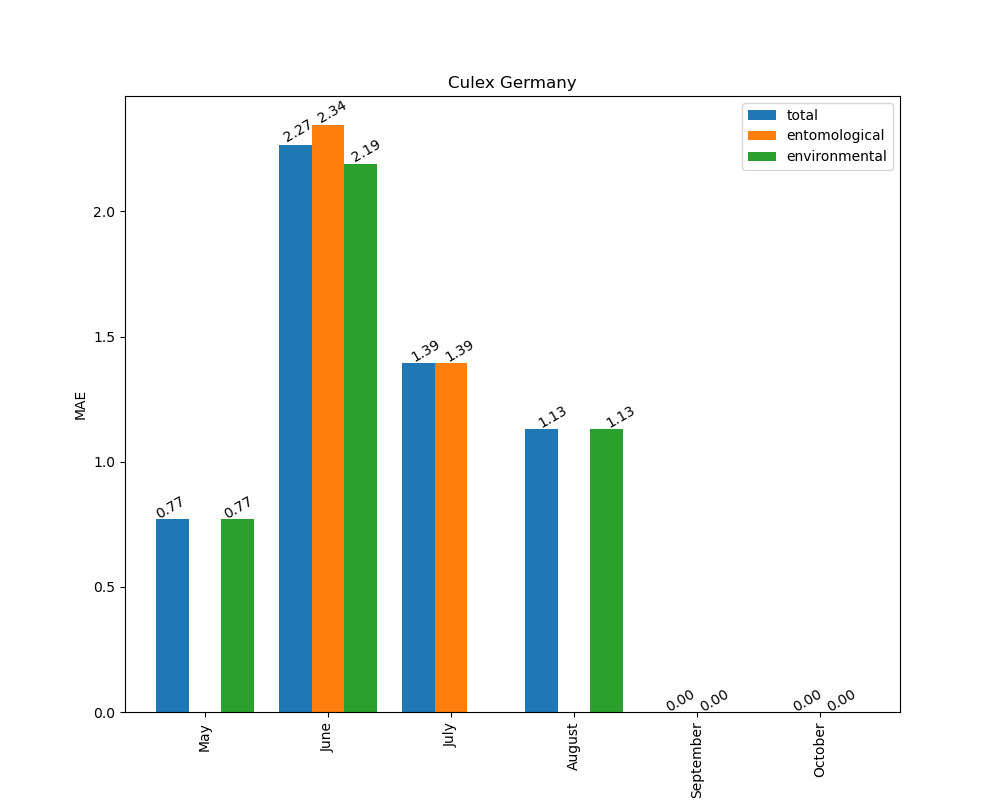 Culex Germany
total
entomological
environmental
MAE
2.0
1.5
1.0
0.5
0.0
0.77
0.77
2.27
2.34
2.19
1.39
1.39
1.13
1.13
0.00
0.00
0.00
0.00
May
June
July
August
September
October